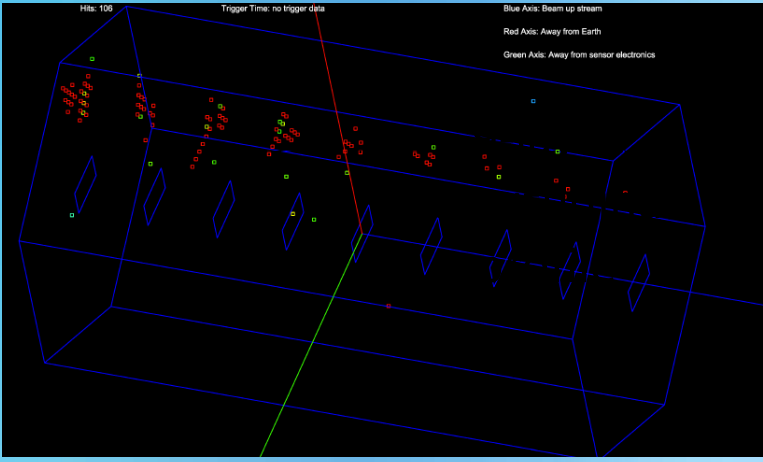 Hits: 106
Trigger Time: no trigger data
Blue Axis: Beam up stream
Red Axis: Away from Earth
Green Axis: Away from sensor electronics